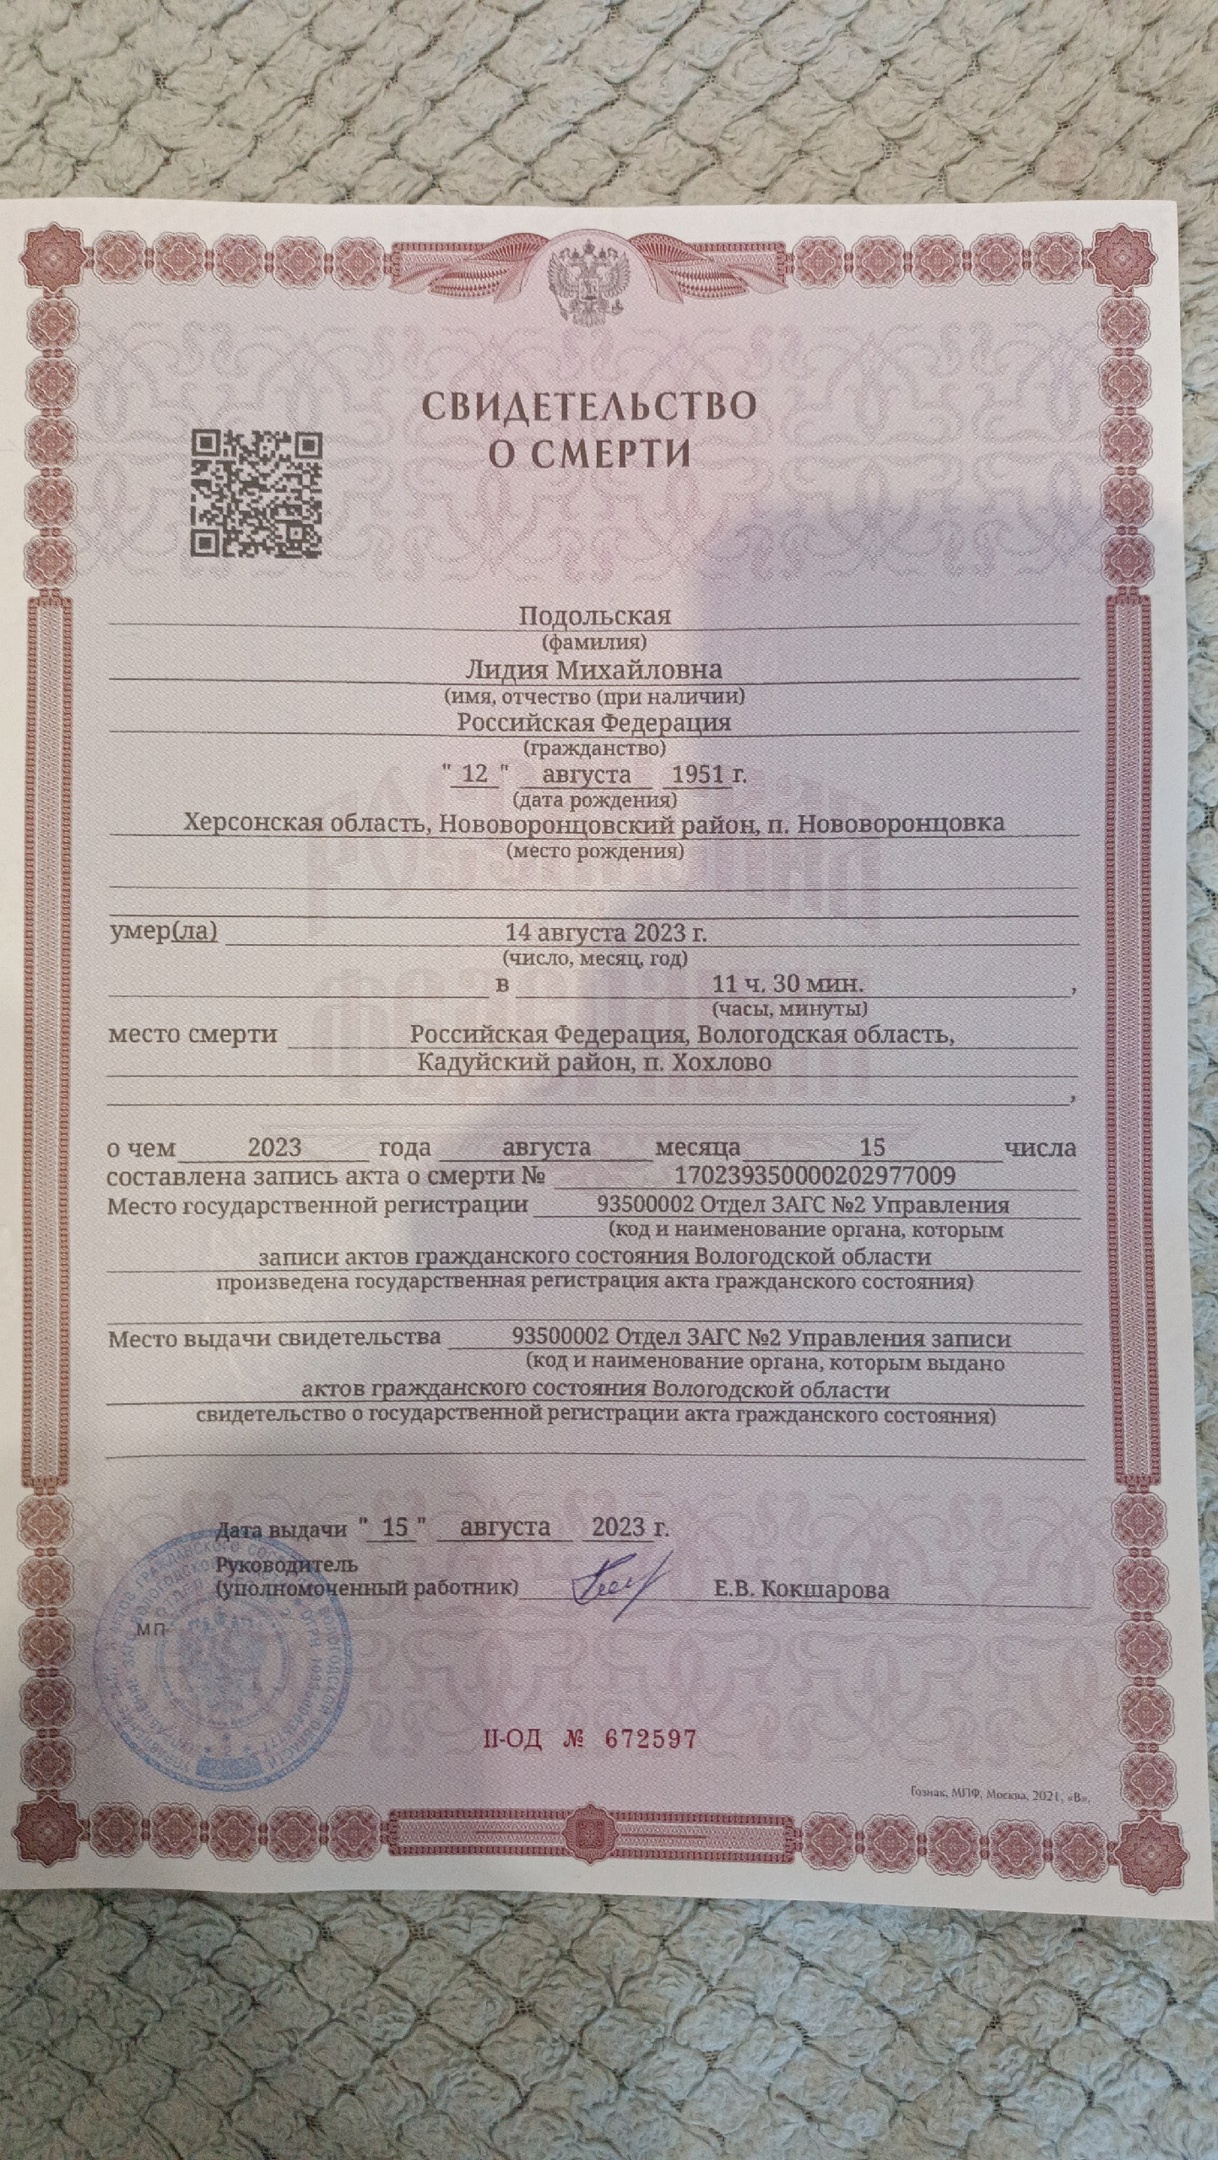 СВИДЕТЕЛЬСТВО
О СМЕРТИ
Подольская
(фамилия)
Лидия Михайловна
(имя, отчество (при наличии)
Российская Федерация
(гражданство)
" 12 " августа 1951 г.
(дата рождения)
Херсонская область, Нововоронцовский район, п. Нововоронцовка
(место рождения)
умер(ла) 14 августа 2023 г.
(число, месяц, год)
в 11 ч. 30 мин. ,
(часы, минуты)
место смерти Российская Федерация, Вологодская область,
Кадуйский район, п. Хохлово
,
о чем 2023 года августа месяца 15 числа
составлена запись акта о смерти № 170239350000202977009
Место государственной регистрации 93500002 Отдел ЗАГС №2 Управления
(код и наименование органа, которым
записи актов гражданского состояния Вологодской области
произведена государственная регистрация акта гражданского состояния)
Место выдачи свидетельства 93500002 Отдел ЗАГС №2 Управления записи
(код и наименование органа, которым выдано
актов гражданского состояния Вологодской области
свидетельство о государственной регистрации акта гражданского состояния)
Дата выдачи " 15 " августа 2023 г.
Руководитель
(уполномоченный работник) Е.В. Кокшарова
МП
II-ОД № 672597
Гознак, МПФ, Москва, 2021, «В».